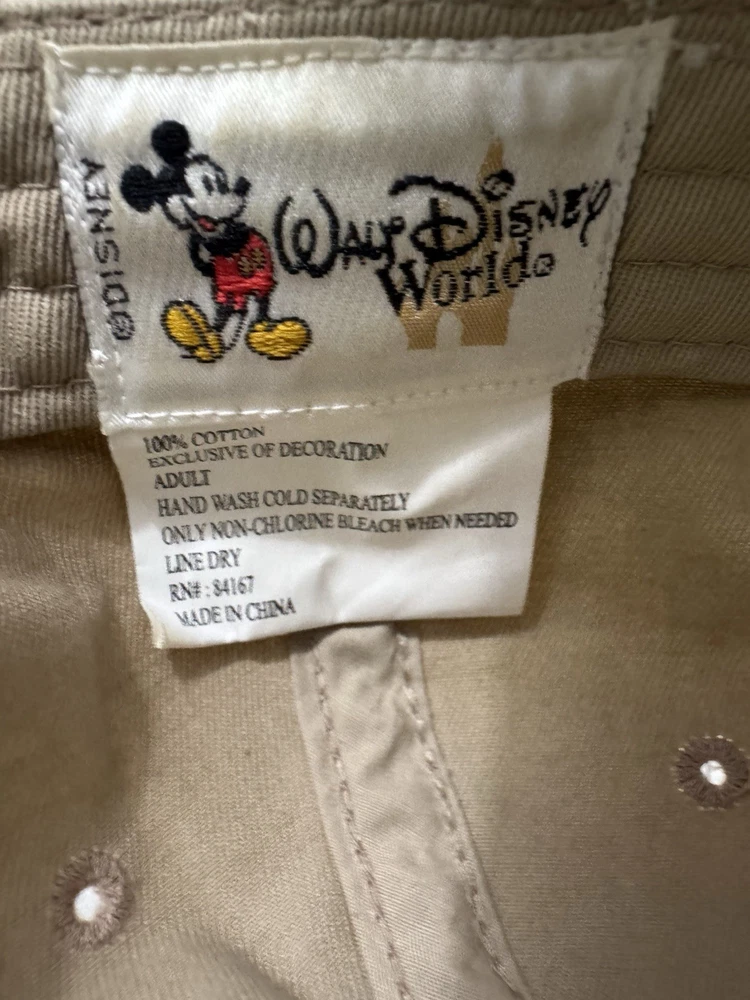 ©DISNEY
WALT DISNEY
World®
100% COTTON
EXCLUSIVE OF DECORATION
ADULT
HAND WASH COLD SEPARATELY
ONLY NON-CHLORINE BLEACH WHEN NEEDED
LINE DRY
RN# : 84167
MADE IN CHINA